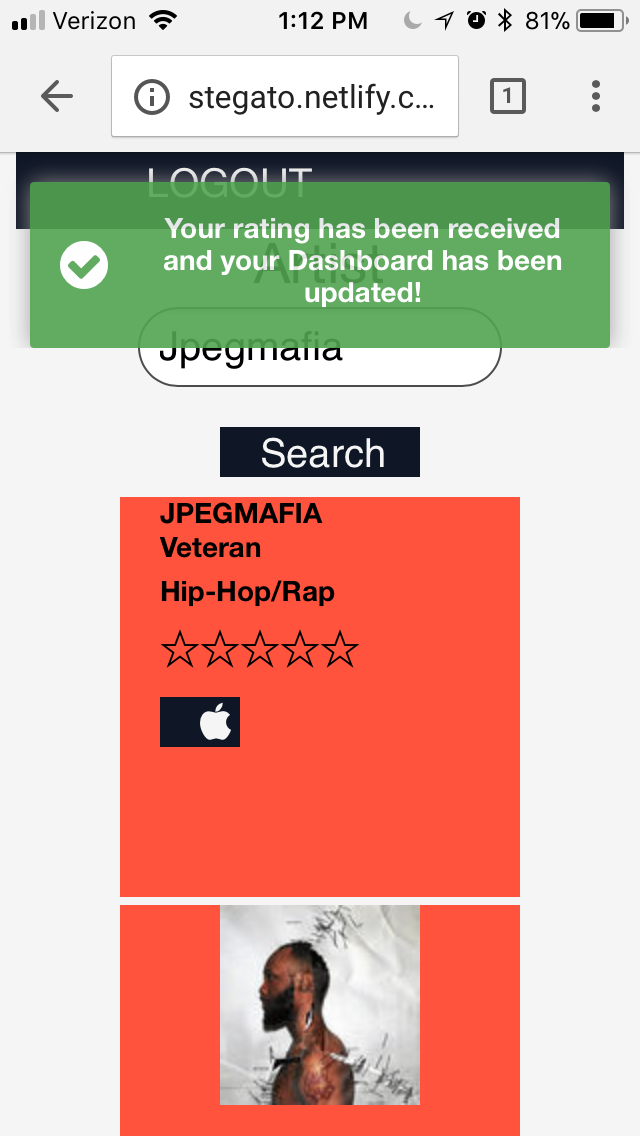 Verizon 1:12 PM 81%
stegato.netlify.c... 1
LOGOUT
Your rating has been received
and your Dashboard has been
updated!
Artist
Jpegmafia
Search
JPEGMAFIA
Veteran
Hip-Hop/Rap